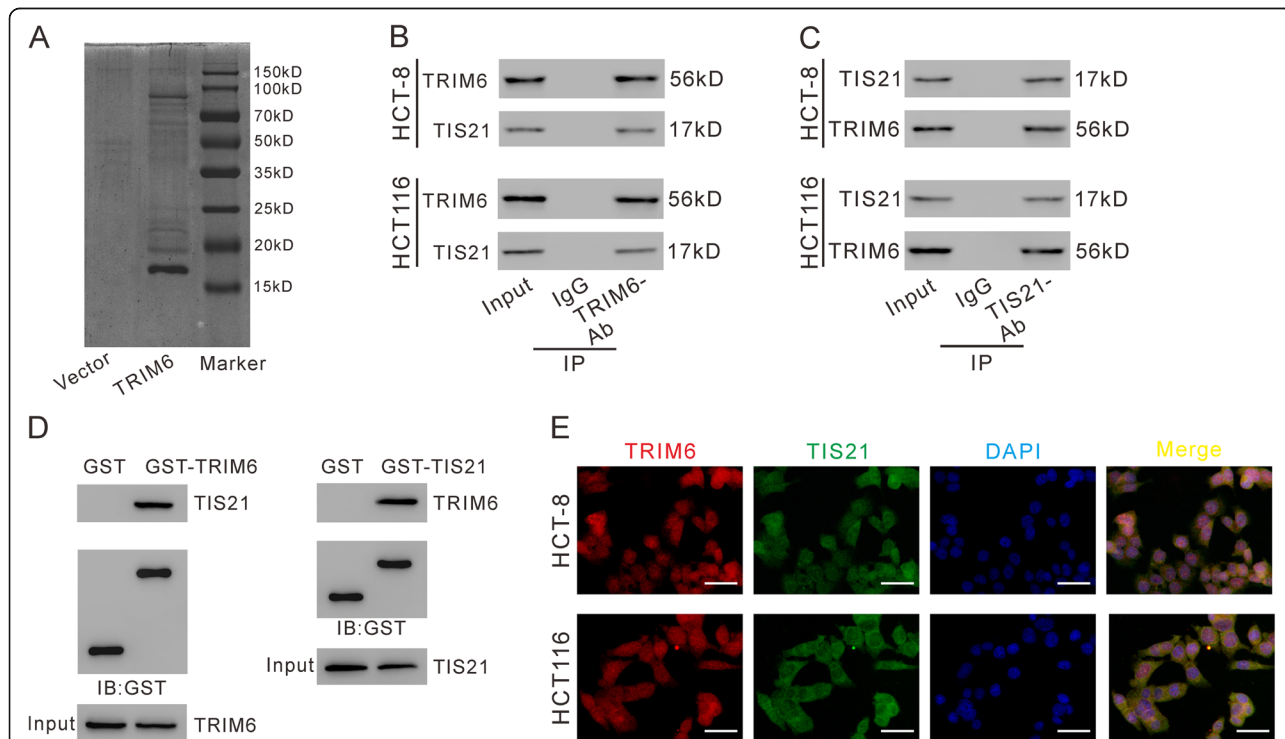 A
150kD
100kD
70kD
50kD
35kD
25kD
20kD
15kD
Vector
TRIM6
Marker
B
HCT-8
TRIM6
56kD
TIS21
17kD
HCT116
TRIM6
56kD
TIS21
17kD
Input
IgG
TRIM6-
Ab
IP
C
HCT-8
TIS21
17kD
TRIM6
56kD
HCT116
TIS21
17kD
TRIM6
56kD
Input
IgG
TIS21-
Ab
IP
D
GST GST-TRIM6
TIS21
IB:GST
Input TRIM6
GST GST-TIS21
TRIM6
IB:GST
Input TIS21
E
TRIM6 TIS21 DAPI Merge
HCT-8
HCT116